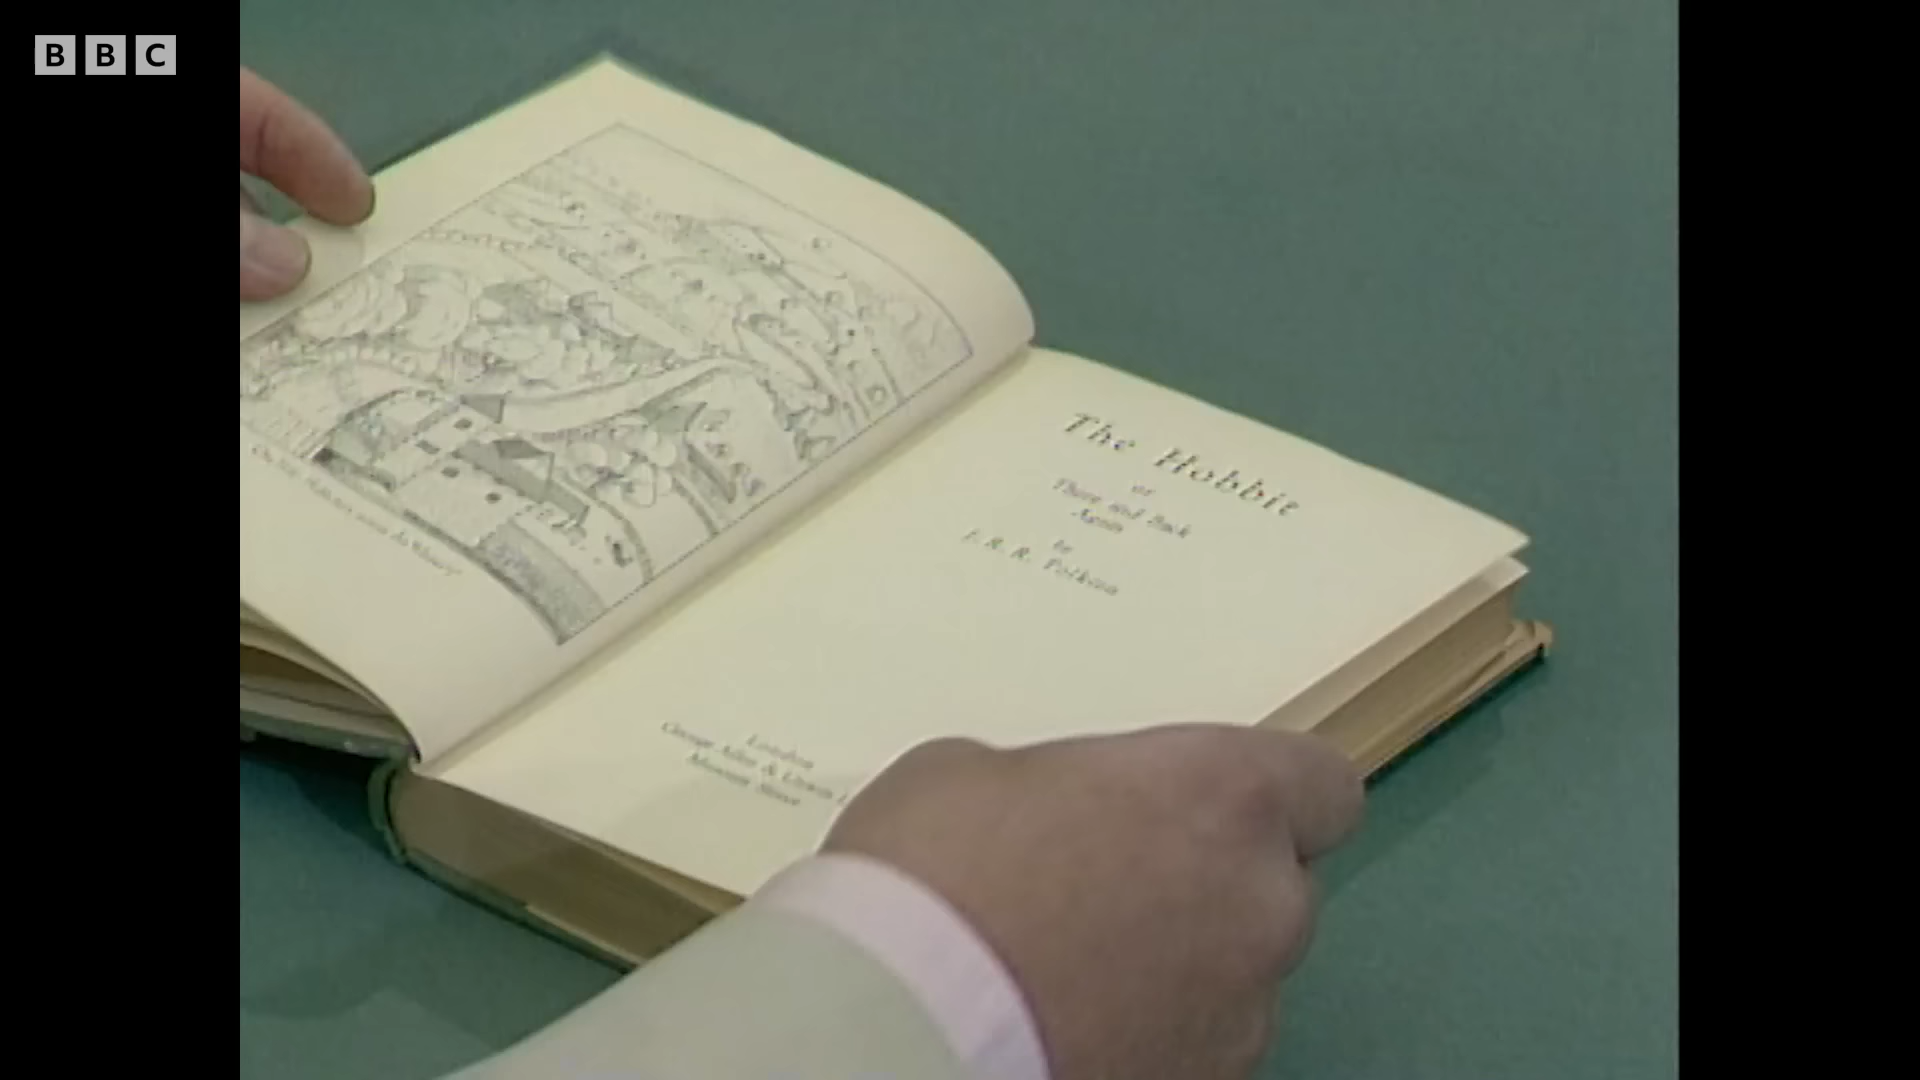 BBC
The Hobbit
or
There and Back
Again
by
J. R. R. Tolkien
London
George Allen & Unwin
Museum Street